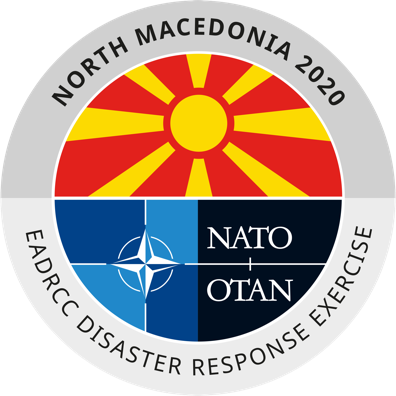 NORTH MACEDONIA 2020
NATO
OTAN
EADRCC DISASTER RESPONSE EXERCISE